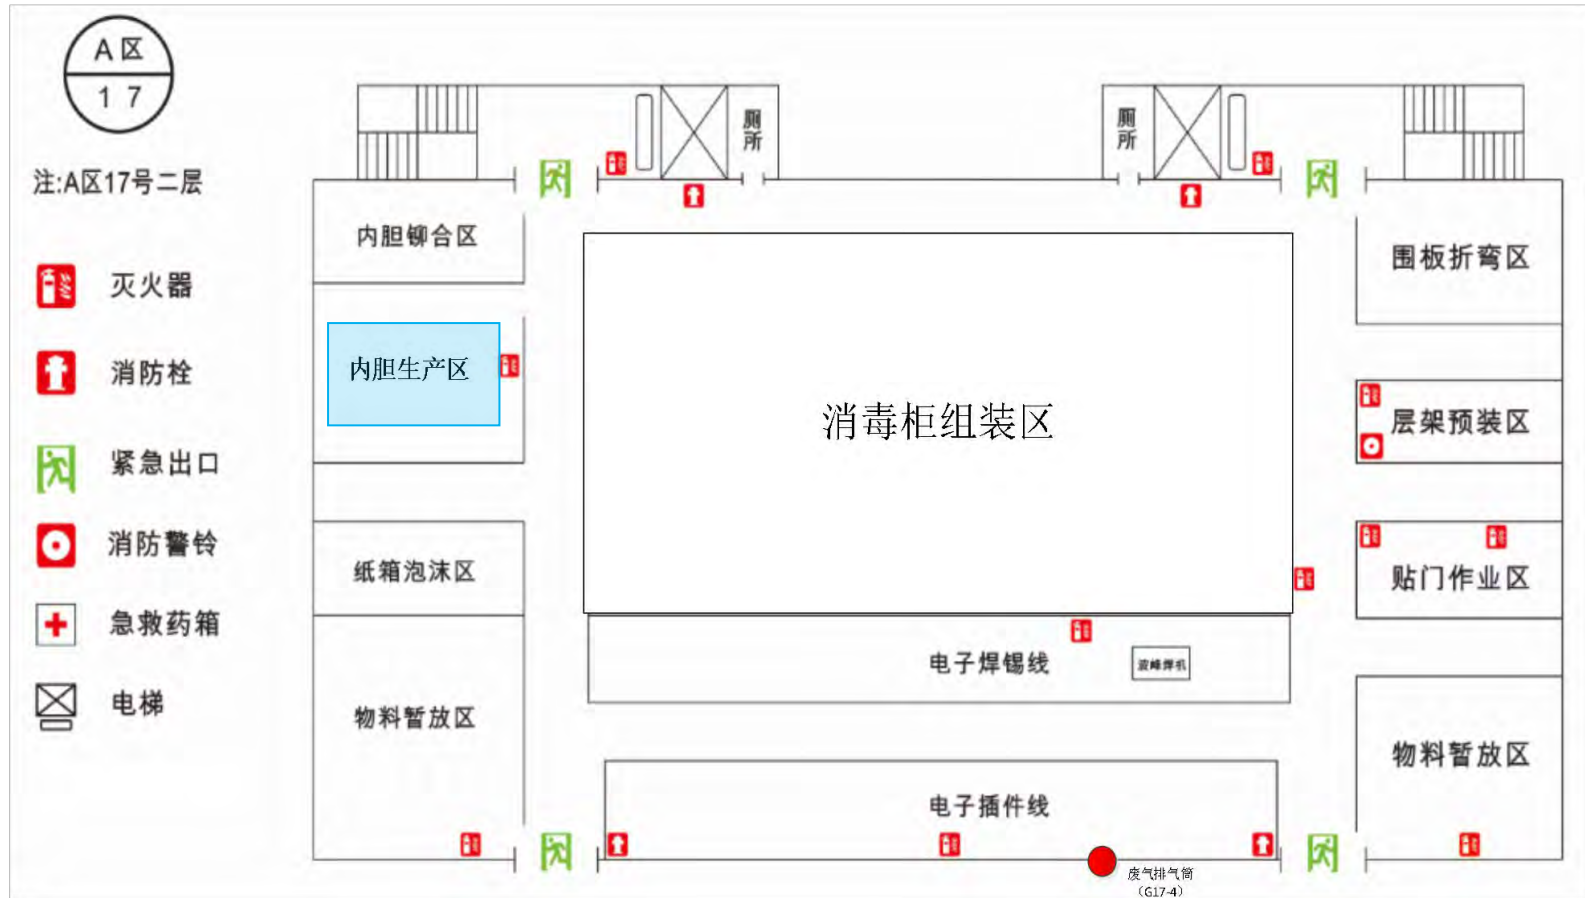 A区
17
注:A区17号二层
灭火器
消防栓
紧急出口
消防警铃
急救药箱
电梯
厕所
厕所
内胆铆合区
围板折弯区
内胆生产区
消毒柜组装区
层架预装区
纸箱泡沫区
贴门作业区
电子焊锡线
波峰焊机
物料暂放区
物料暂放区
电子插件线
废气排气筒
（G17-4）